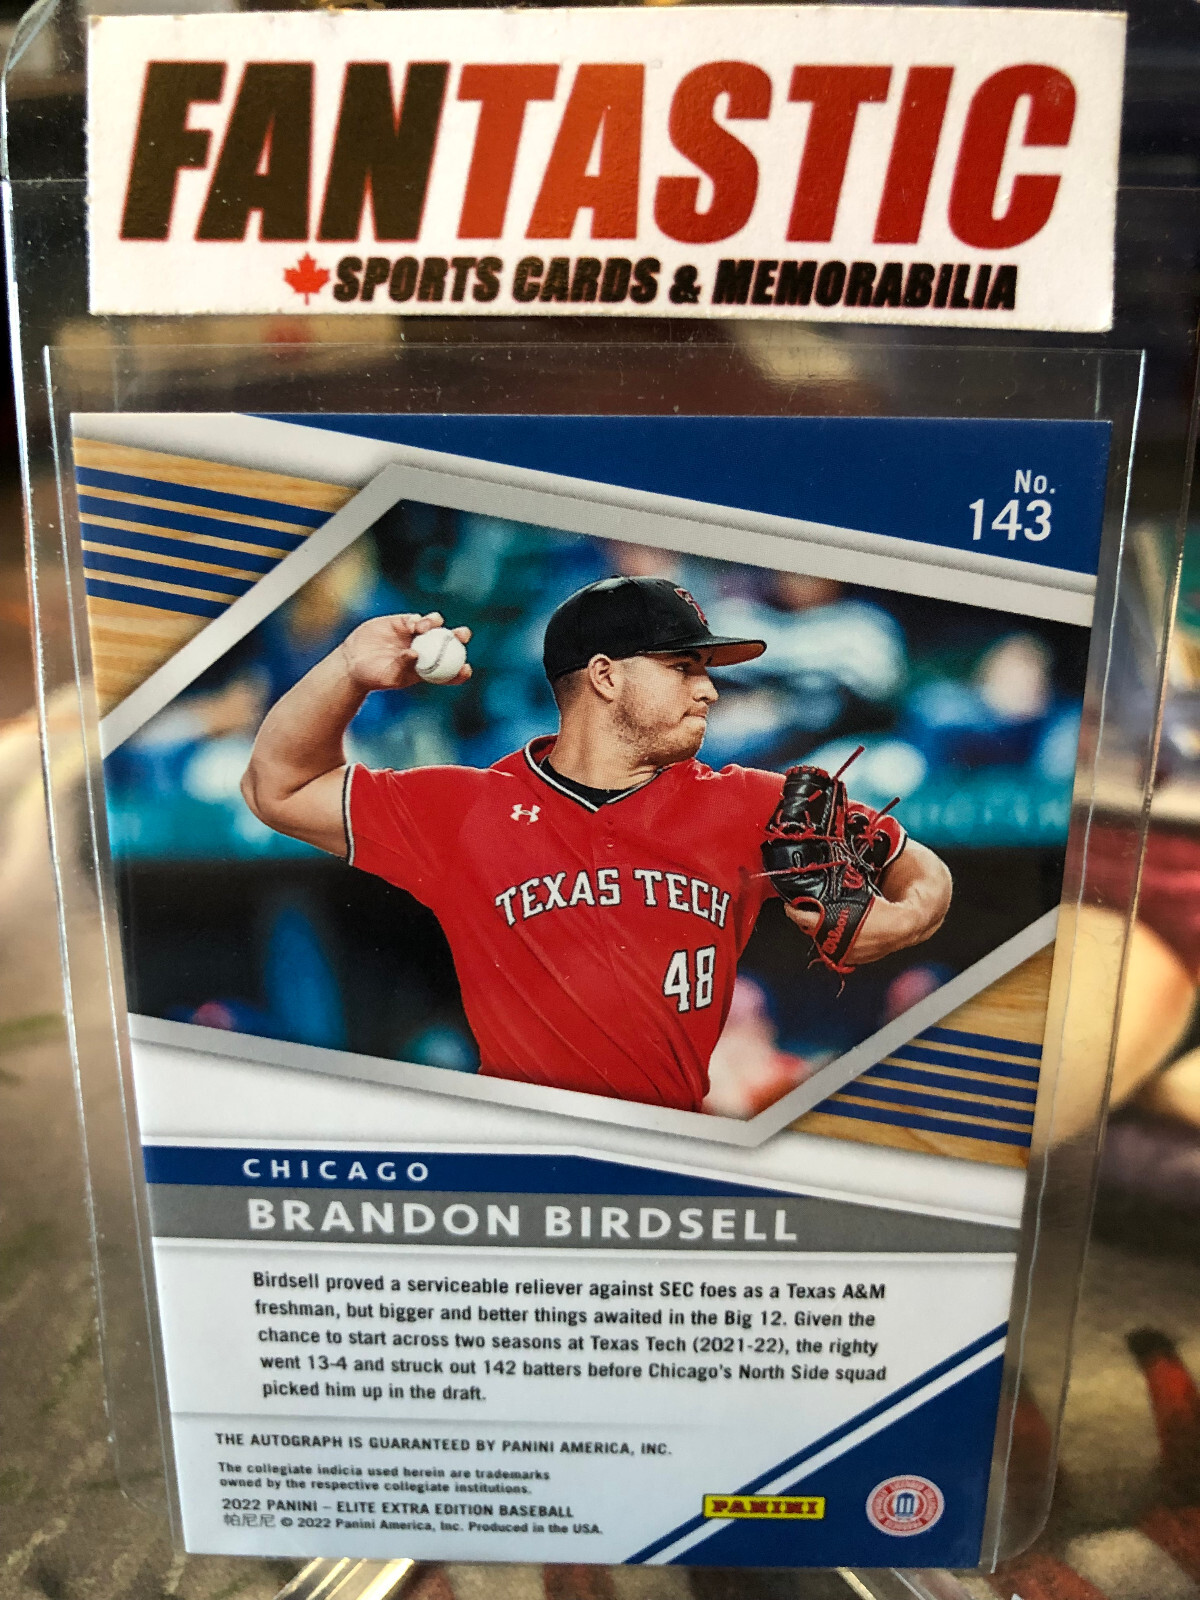 FANTASTIC
SPORTS CARDS & MEMORABILIA
No.
143
TEXAS TECH
48
Wilson
CHICAGO
BRANDON BIRDSELL
Birdsell proved a serviceable reliever against SEC foes as a Texas A&M
freshman, but bigger and better things awaited in the Big 12. Given the
chance to start across two seasons at Texas Tech (2021-22), the righty
went 13-4 and struck out 142 batters before Chicago's North Side squad
picked him up in the draft.
THE AUTOGRAPH IS GUARANTEED BY PANINI AMERICA, INC.
The collegiate indicia used herein are trademarks
owned by the respective collegiate institutions.
2022 PANINI – ELITE EXTRA EDITION BASEBALL
帕尼尼 © 2022 Panini America, Inc. Produced in the USA.
PANINI